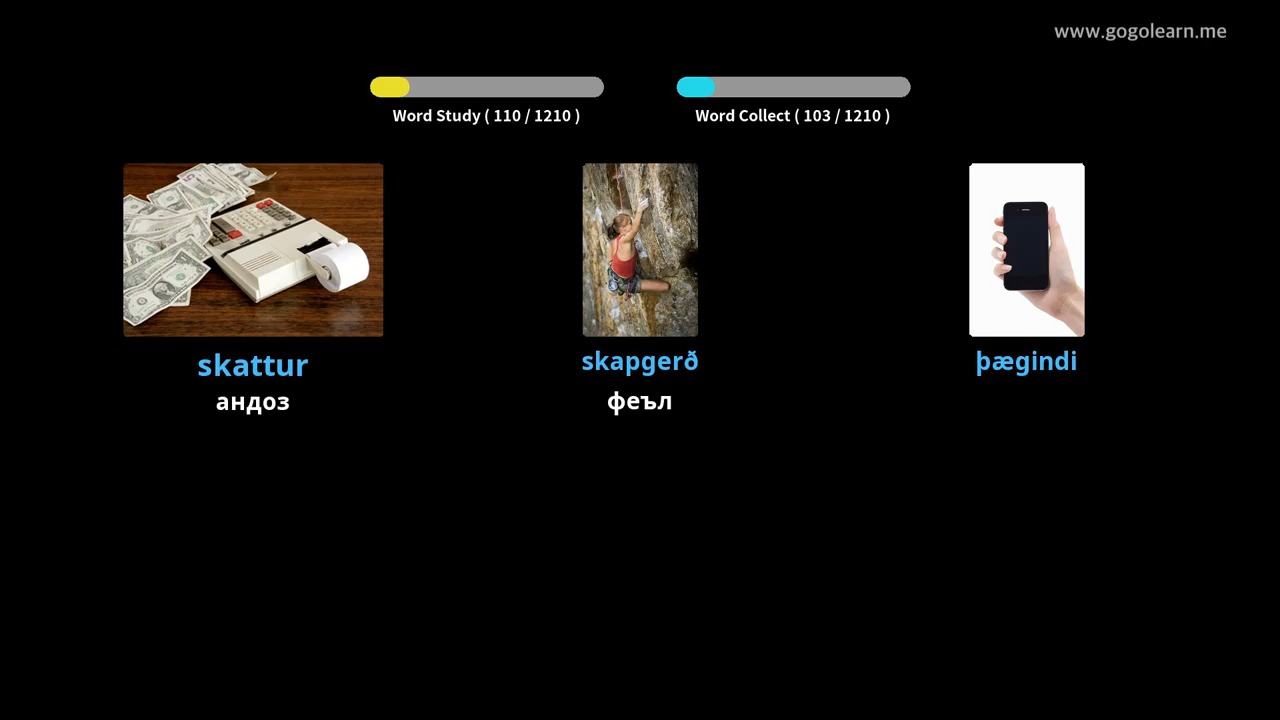 www.gogolearn.me
Word Study ( 110 / 1210 )
Word Collect ( 103 / 1210 )
skattur
андоз
skapgerð
феъл
þægindi